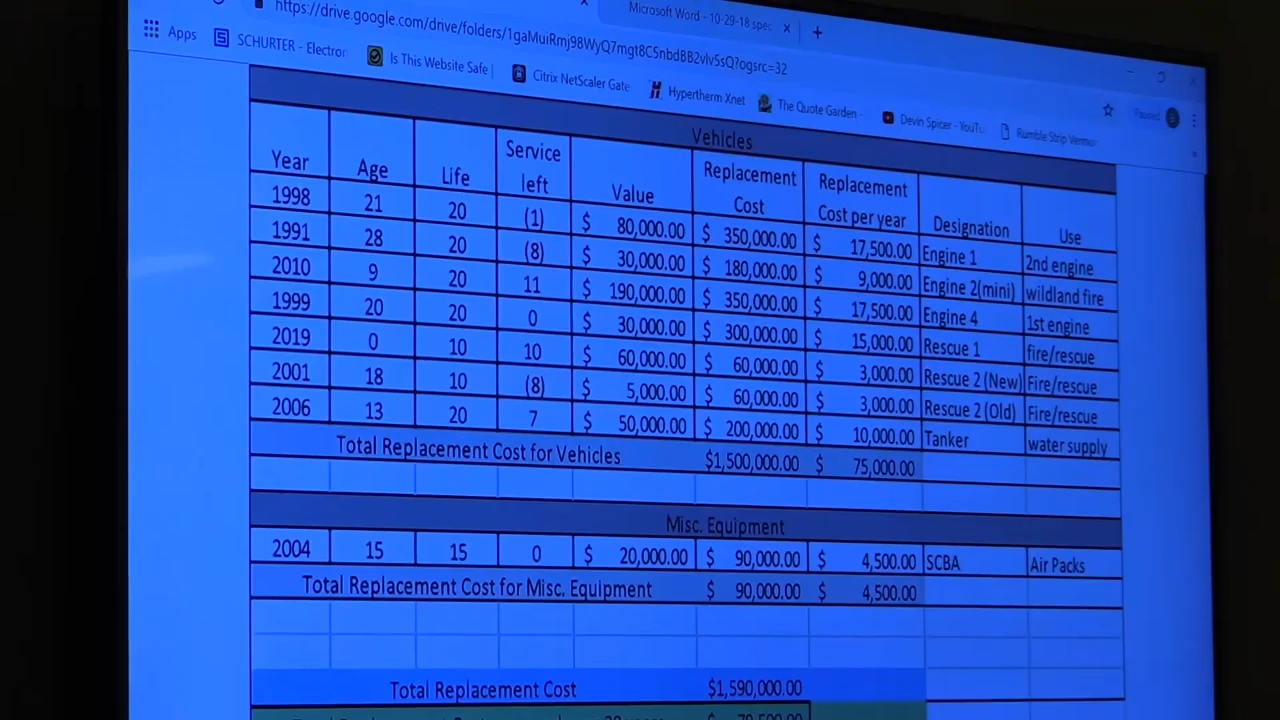 https://drive.google.com/drive/folders/1gaMuiRmj98WyQ7mgt8C5nbdBB2vlv5sQ?ogsrc=32
Microsoft Word - 10-29-18 spec × +
Apps SCHURTER - Electror Is This Website Safe | Citrix NetScaler Gate Hypertherm Xnet The Quote Garden - Devin Spicer - YouTu Rumble Strip Vermo
Paused
Vehicles
Year Age Life Service left Value Replacement Cost Replacement Cost per year Designation Use
1998 21 20 (1) $ 80,000.00 $ 350,000.00 $ 17,500.00 Engine 1 2nd engine
1991 28 20 (8) $ 30,000.00 $ 180,000.00 $ 9,000.00 Engine 2(mini) wildland fire
2010 9 20 11 $ 190,000.00 $ 350,000.00 $ 17,500.00 Engine 4 1st engine
1999 20 20 0 $ 30,000.00 $ 300,000.00 $ 15,000.00 Rescue 1 fire/rescue
2019 0 10 10 $ 60,000.00 $ 60,000.00 $ 3,000.00 Rescue 2 (New) Fire/rescue
2001 18 10 (8) $ 5,000.00 $ 60,000.00 $ 3,000.00 Rescue 2 (Old) Fire/rescue
2006 13 20 7 $ 50,000.00 $ 200,000.00 $ 10,000.00 Tanker water supply
Total Replacement Cost for Vehicles $1,500,000.00 $ 75,000.00
Misc. Equipment
2004 15 15 0 $ 20,000.00 $ 90,000.00 $ 4,500.00 SCBA Air Packs
Total Replacement Cost for Misc. Equipment $ 90,000.00 $ 4,500.00
Total Replacement Cost $1,590,000.00